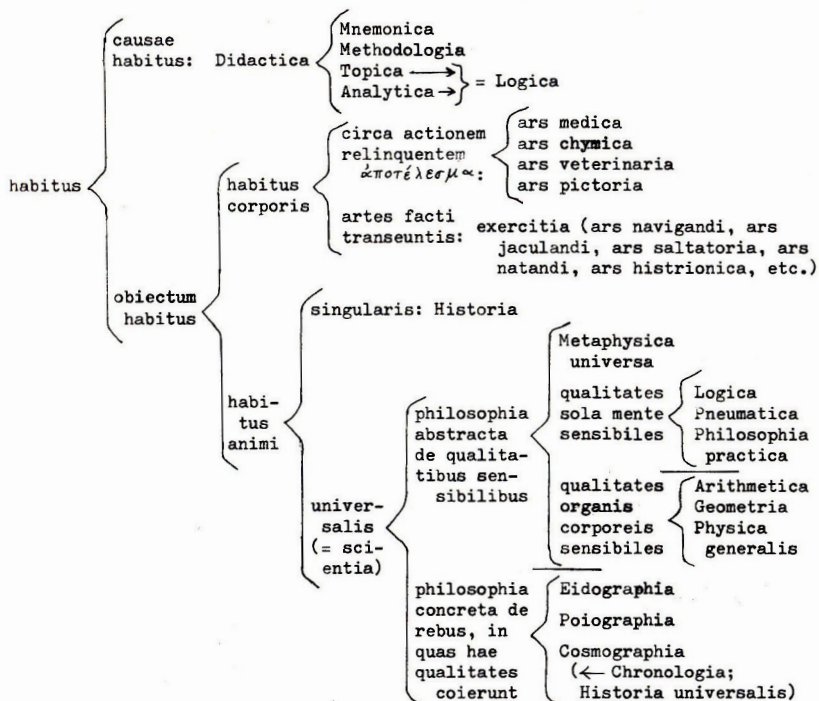 causae
habitus: Didactica
Mnemonica
Methodologia
Topica →
Analytica →
= Logica
habitus
obiectum
habitus
habitus
corporis
circa actionem
relinquentem
ἀποτέλεσμα:
ars medica
ars chymica
ars veterinaria
ars pictoria
artes facti
transeuntis: exercitia (ars navigandi, ars
jaculandi, ars saltatoria, ars
natandi, ars histrionica, etc.)
habi-
tus
animi
singularis: Historia
univer-
salis
(= sci-
entia)
philosophia
abstracta
de qualita-
tibus sen-
sibilibus
Metaphysica
universa
qualitates
sola mente
sensibiles
Logica
Pneumatica
Philosophia
practica
qualitates
organis
corporeis
sensibiles
Arithmetica
Geometria
Physica
generalis
philosophia
concreta de
rebus, in
quas hae
qualitates
coierunt
Eidographia
Poiographia
Cosmographia
(← Chronologia;
Historia universalis)